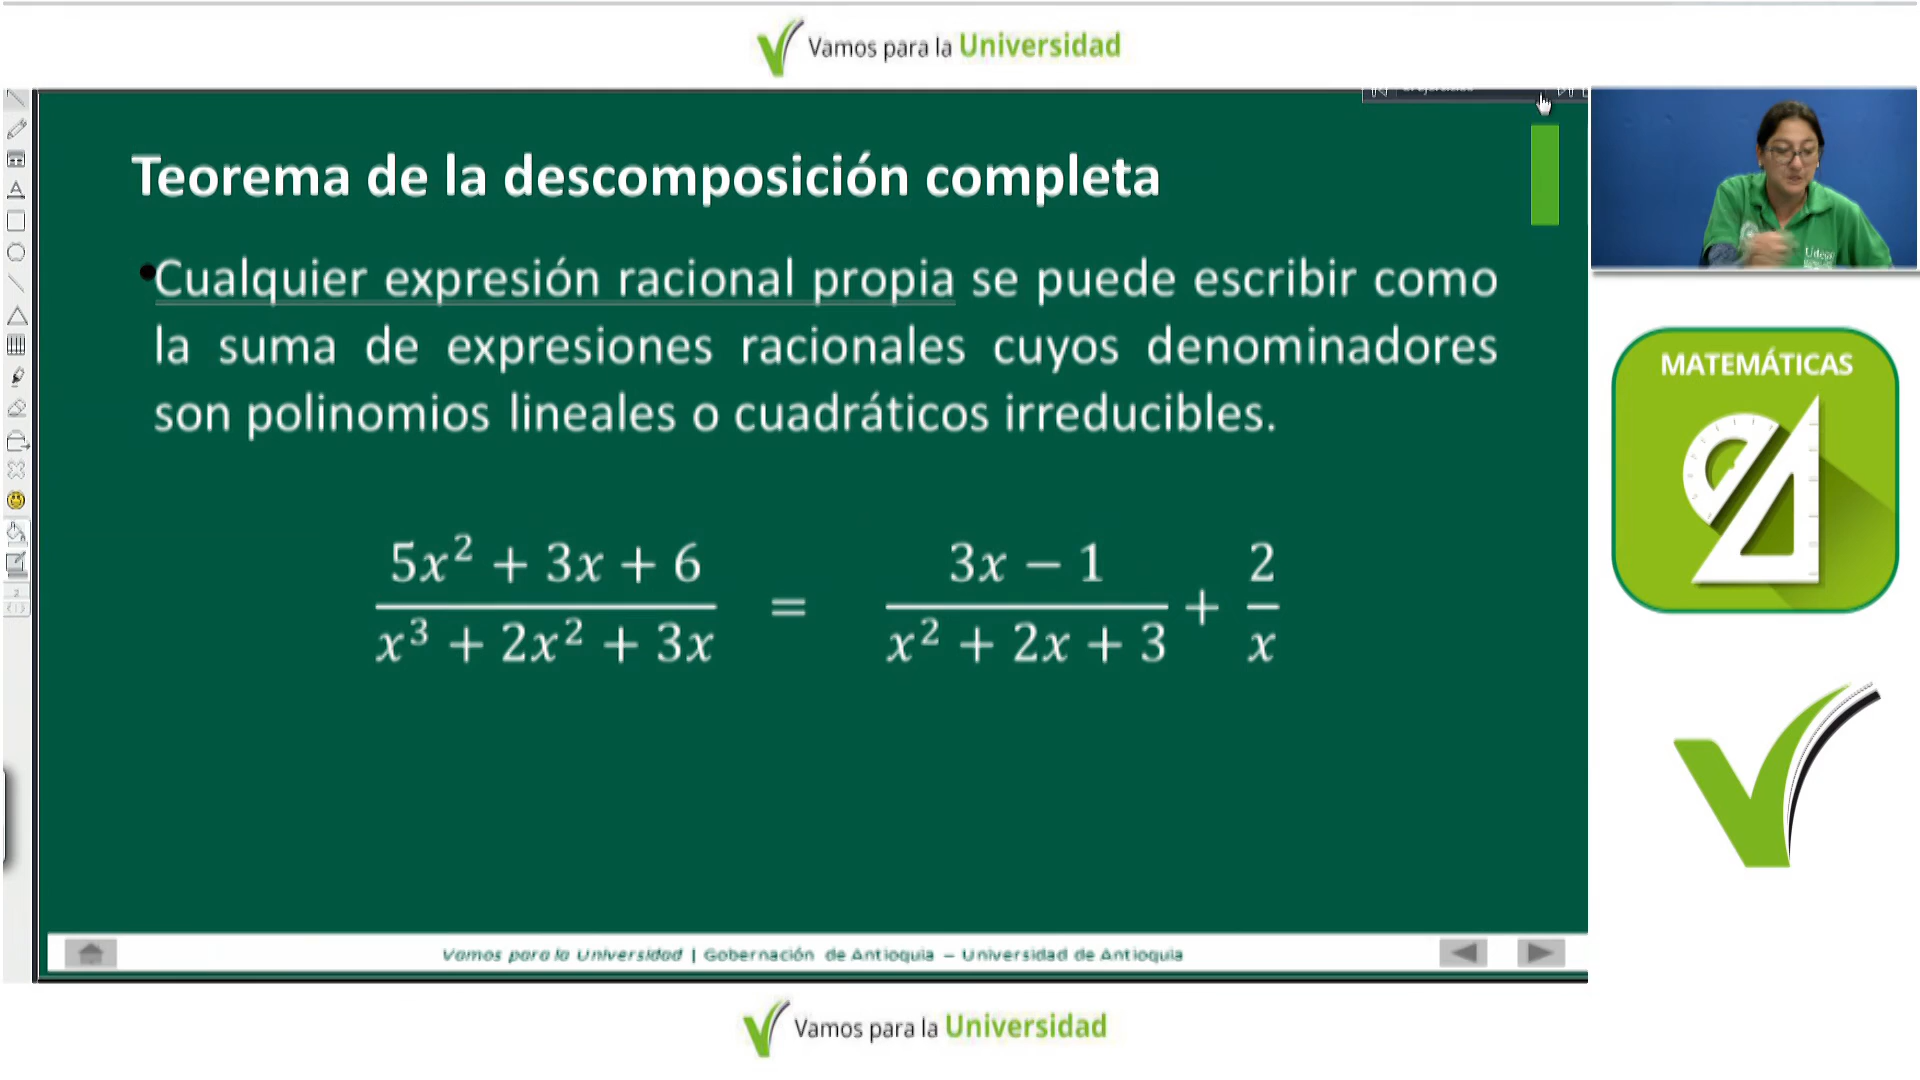 Vamos para la Universidad
Teorema de la descomposición completa
•Cualquier expresión racional propia se puede escribir como
la suma de expresiones racionales cuyos denominadores
son polinomios lineales o cuadráticos irreducibles.
5x² + 3x + 6 / x³ + 2x² + 3x = 3x − 1 / x² + 2x + 3 + 2 / x
MATEMÁTICAS
Vamos para la Universidad | Gobernación de Antioquia – Universidad de Antioquia
Vamos para la Universidad